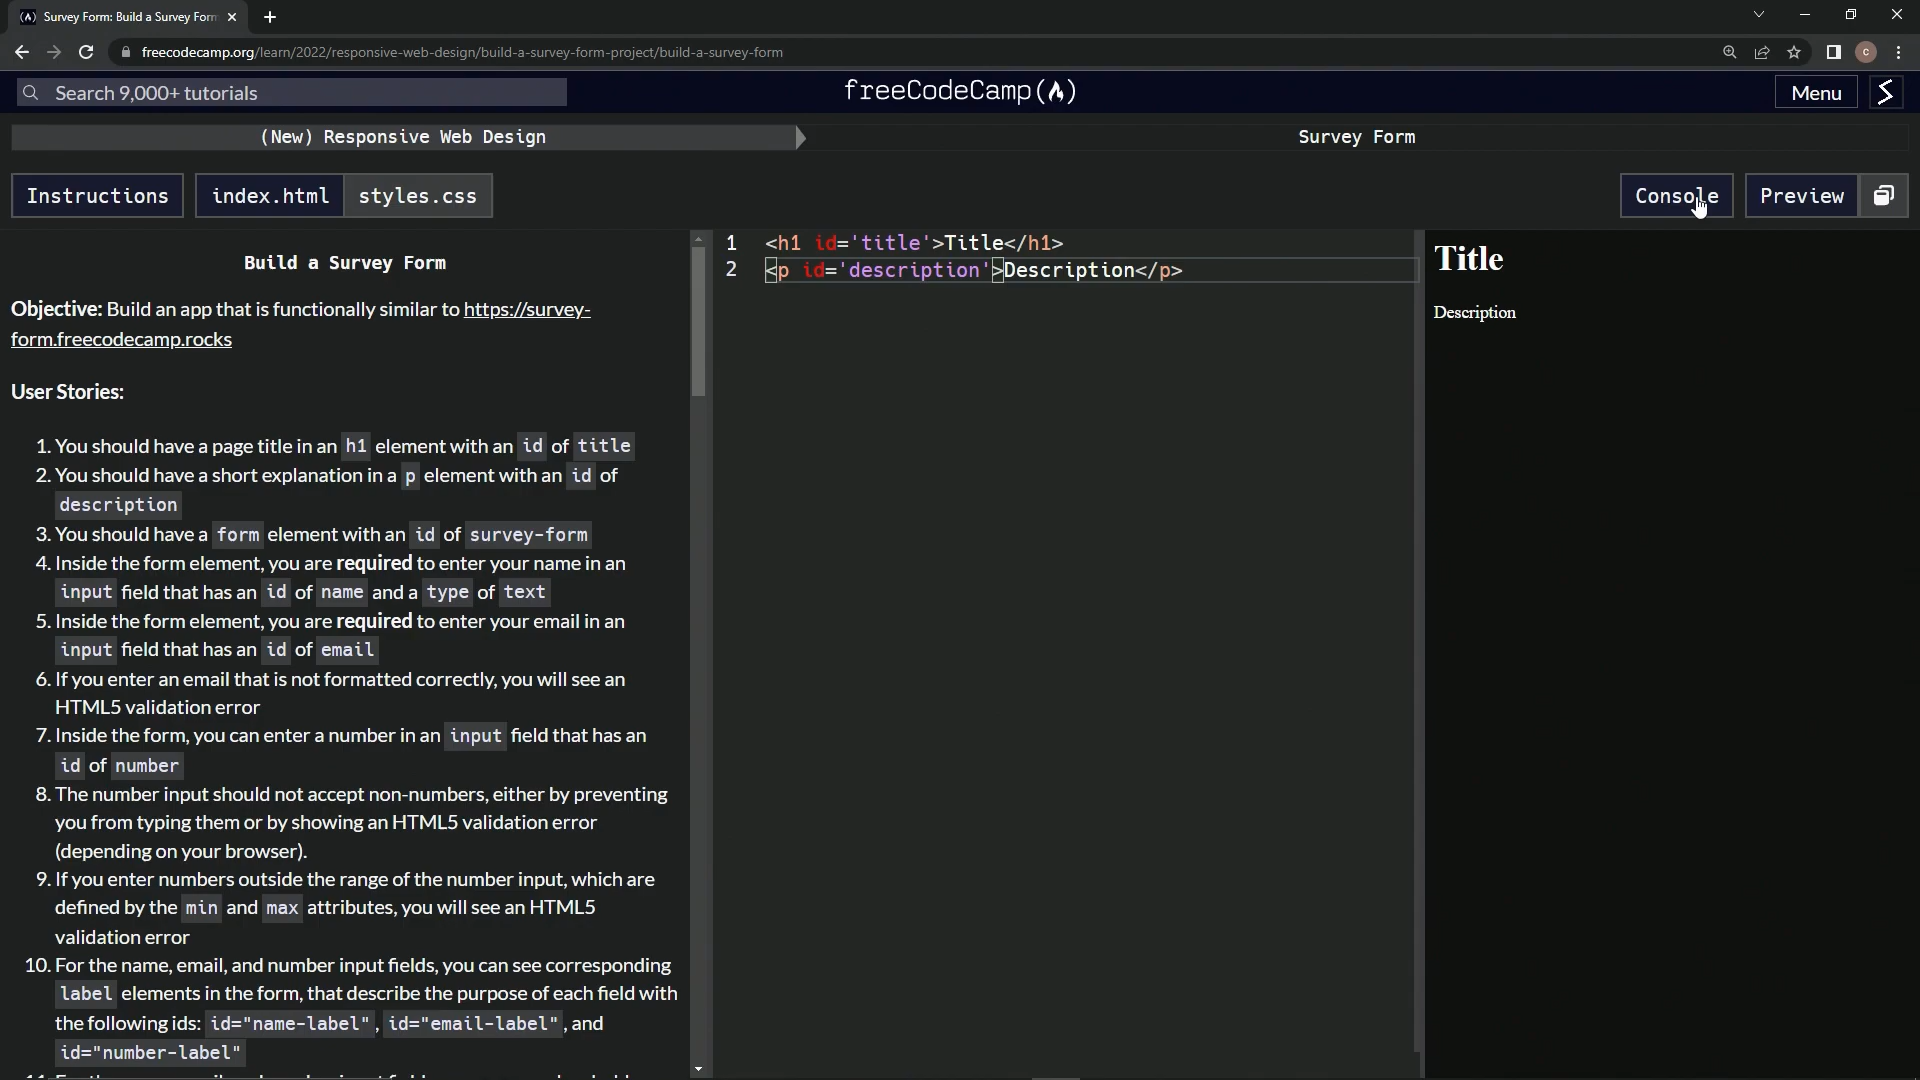 Survey Form: Build a Survey Form
freecodecamp.org/learn/2022/responsive-web-design/build-a-survey-form-project/build-a-survey-form
c
Search 9,000+ tutorials
freeCodeCamp
Menu
(New) Responsive Web Design
Survey Form
Instructions
index.html
styles.css
Console
Preview
Build a Survey Form
Objective: Build an app that is functionally similar to https://survey-
form.freecodecamp.rocks
User Stories:
1. You should have a page title in an h1 element with an id of title
2. You should have a short explanation in a p element with an id of
description
3. You should have a form element with an id of survey-form
4. Inside the form element, you are required to enter your name in an
input field that has an id of name and a type of text
5. Inside the form element, you are required to enter your email in an
input field that has an id of email
6. If you enter an email that is not formatted correctly, you will see an
HTML5 validation error
7. Inside the form, you can enter a number in an input field that has an
id of number
8. The number input should not accept non-numbers, either by preventing
you from typing them or by showing an HTML5 validation error
(depending on your browser).
9. If you enter numbers outside the range of the number input, which are
defined by the min and max attributes, you will see an HTML5
validation error
10. For the name, email, and number input fields, you can see corresponding
label elements in the form, that describe the purpose of each field with
the following ids: id="name-label", id="email-label", and
id="number-label"
1 <h1 id='title'>Title</h1>
2 <p id='description'>Description</p>
Title
Description